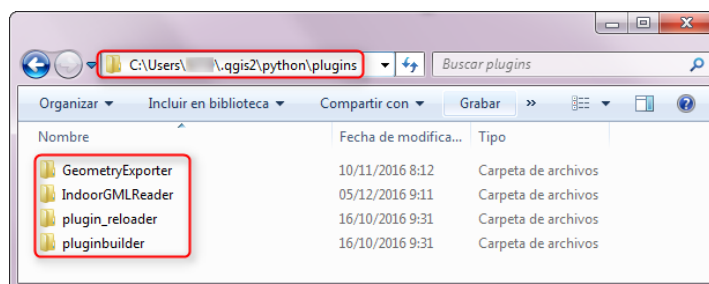 C:\Users\ \.qgis2\python\plugins
Buscar plugins
Organizar
Incluir en biblioteca
Compartir con
Grabar
»
Nombre
Fecha de modifica...
Tipo
GeometryExporter 10/11/2016 8:12 Carpeta de archivos
IndoorGMLReader 05/12/2016 9:11 Carpeta de archivos
plugin_reloader 16/10/2016 9:31 Carpeta de archivos
pluginbuilder 16/10/2016 9:31 Carpeta de archivos